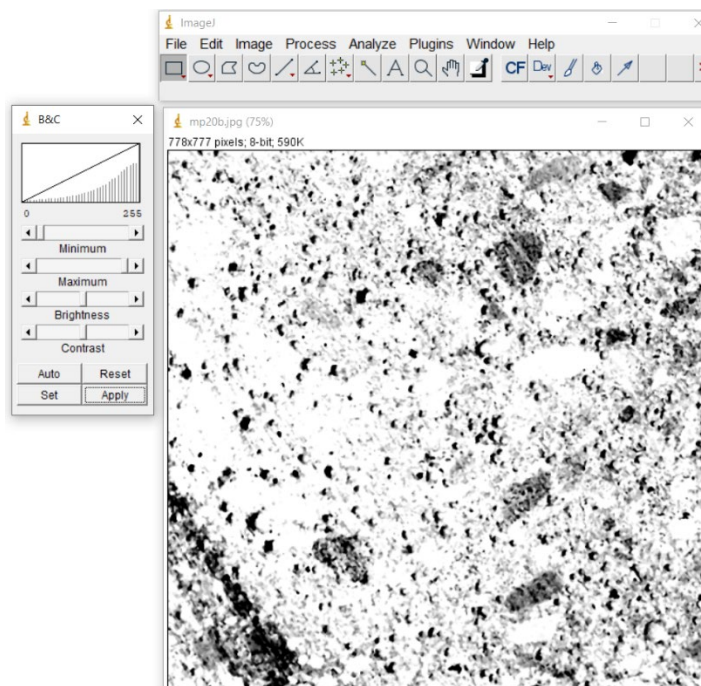 ImageJ
File Edit Image Process Analyze Plugins Window Help
CF Dev
B&C
0 255
Minimum
Maximum
Brightness
Contrast
Auto Reset
Set Apply
mp20b.jpg (75%)
778x777 pixels; 8-bit; 590K